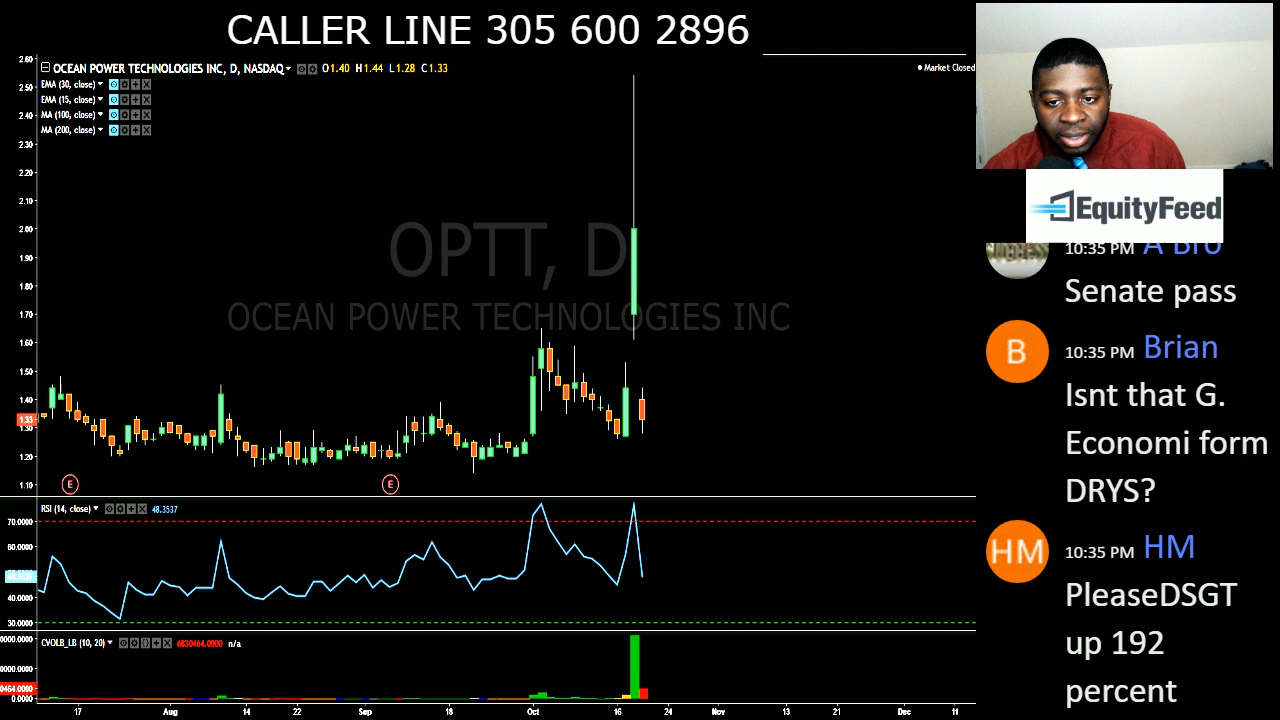 CALLER LINE 305 600 2896
OCEAN POWER TECHNOLOGIES INC, D, NASDAQ O1.40 H1.44 L1.28 C1.33
Market Closed
EMA (30, close)
EMA (15, close)
MA (100, close)
MA (200, close)
2.60
2.50
2.40
2.30
2.20
2.10
2.00
1.90
1.80
1.70
1.60
1.50
1.40
1.33
1.30
1.20
1.10
OPTT, D
OCEAN POWER TECHNOLOGIES INC
E
E
RSI (14, close) 48.3537
70.0000
60.0000
40.0000
30.0000
CVOLB_LB (10, 20) 6830464.0000 n/a
0.0000
17
Aug
14
22
Sep
18
Oct
16
24
Nov
13
21
Dec
11
EquityFeed
10:35 PM A Bro
Senate pass
B
10:35 PM Brian
Isnt that G.
Economi form
DRYS?
HM
10:35 PM HM
PleaseDSGT
up 192
percent